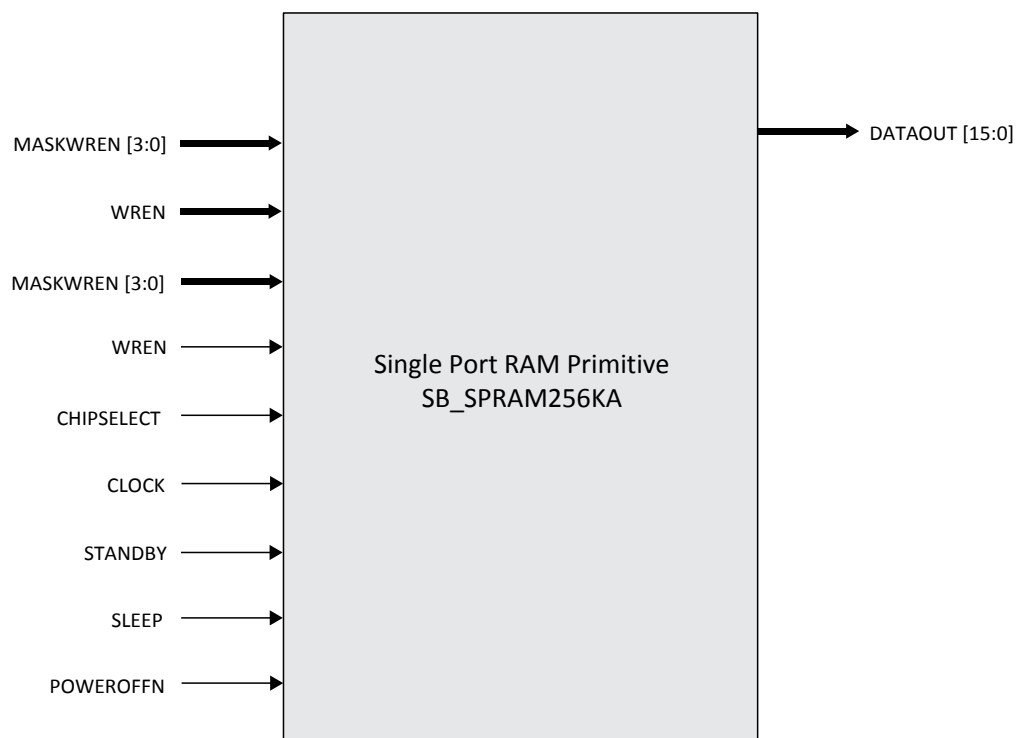 MASKWREN [3:0]
DATAOUT [15:0]
WREN
MASKWREN [3:0]
WREN
Single Port RAM Primitive
SB_SPRAM256KA
CHIPSELECT
CLOCK
STANDBY
SLEEP
POWEROFFN